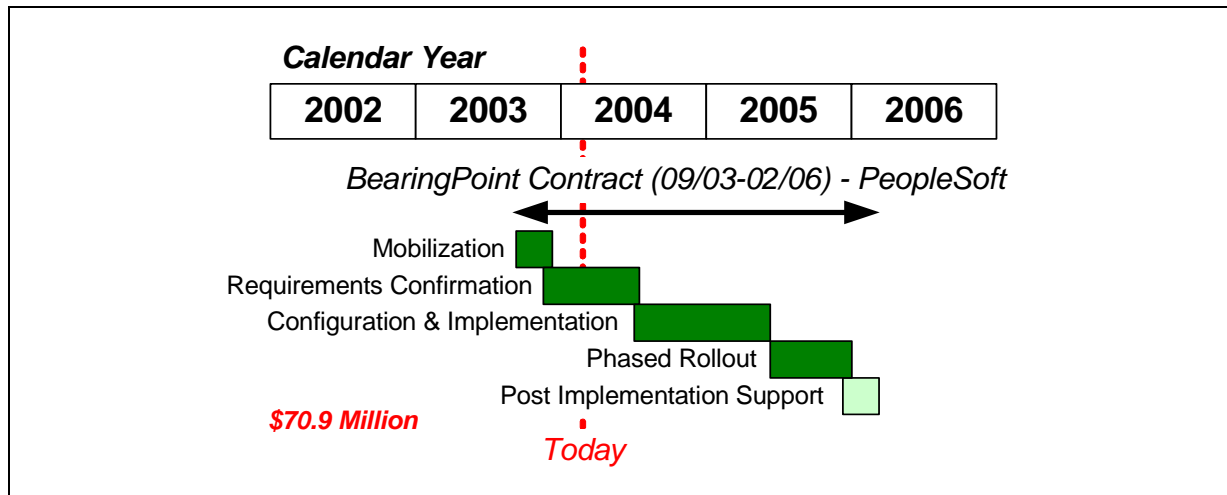 Calendar Year
2002 2003 2004 2005 2006
BearingPoint Contract (09/03-02/06) - PeopleSoft
Mobilization
Requirements Confirmation
Configuration & Implementation
Phased Rollout
Post Implementation Support
$70.9 Million
Today